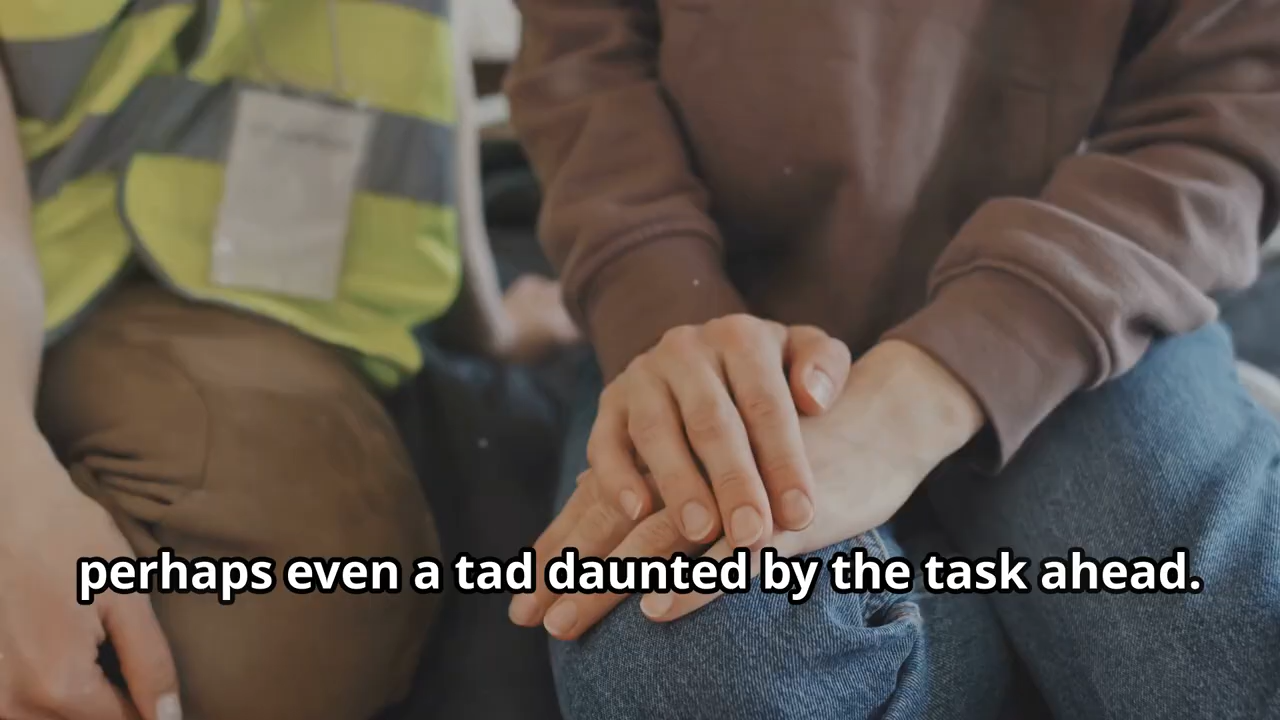 perhaps even a tad daunted by the task ahead.